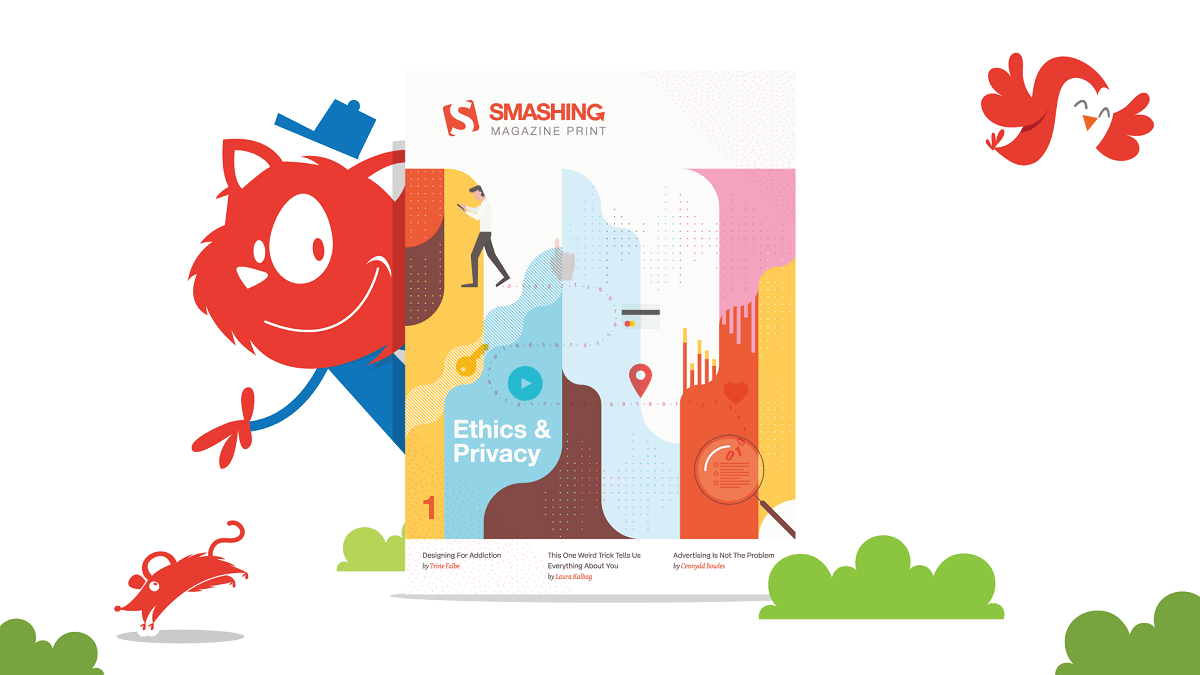 SMASHING
MAGAZINE PRINT
Ethics &
Privacy
1
Designing For Addiction
by Trine Falbe
This One Weird Trick Tells Us
Everything About You
by Laura Kalbag
Advertising Is Not The Problem
by Cennydd Bowles